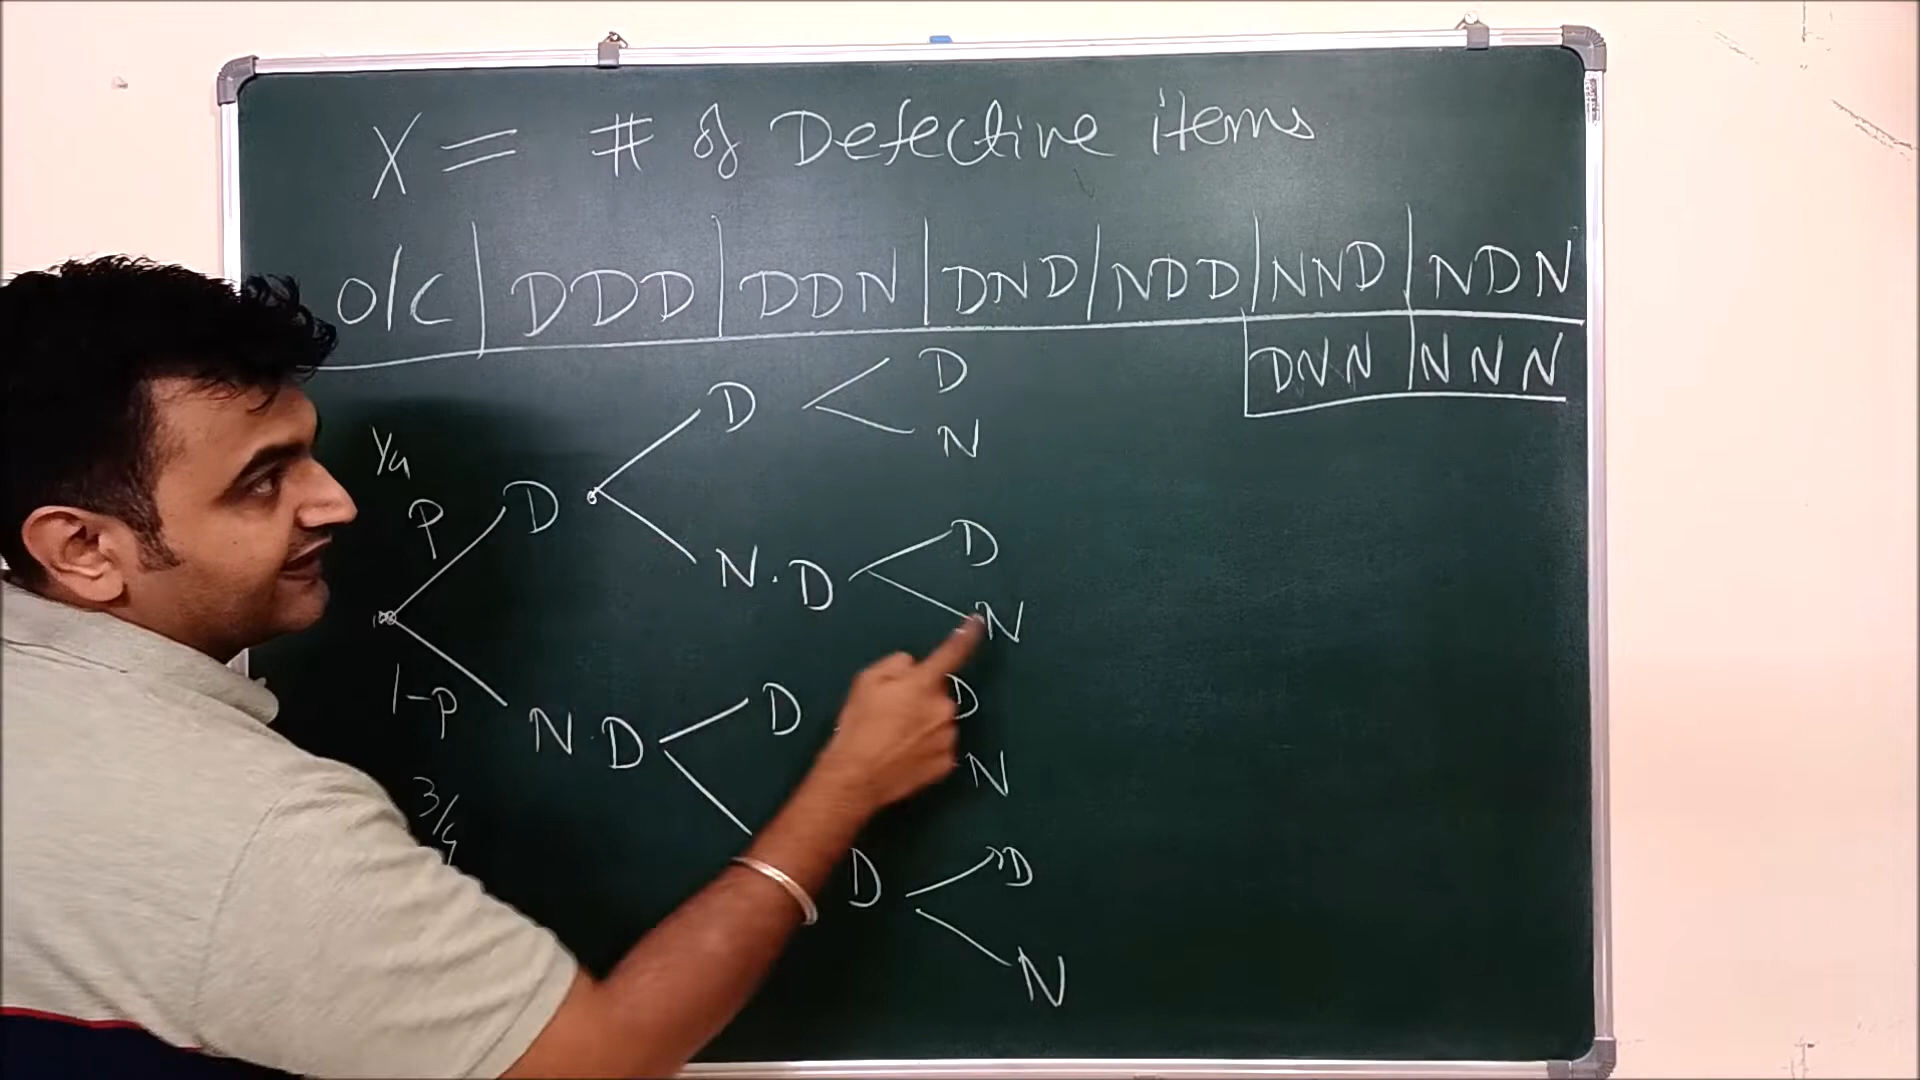 X = # of Defective items
O/C | DDD | DDN | DND | NDD | NND | NDN
DNN | NNN
D
D
N
1/4
P
D
D
N.D
N
1-P
N.D
D
D
N
3/4
D
D
N